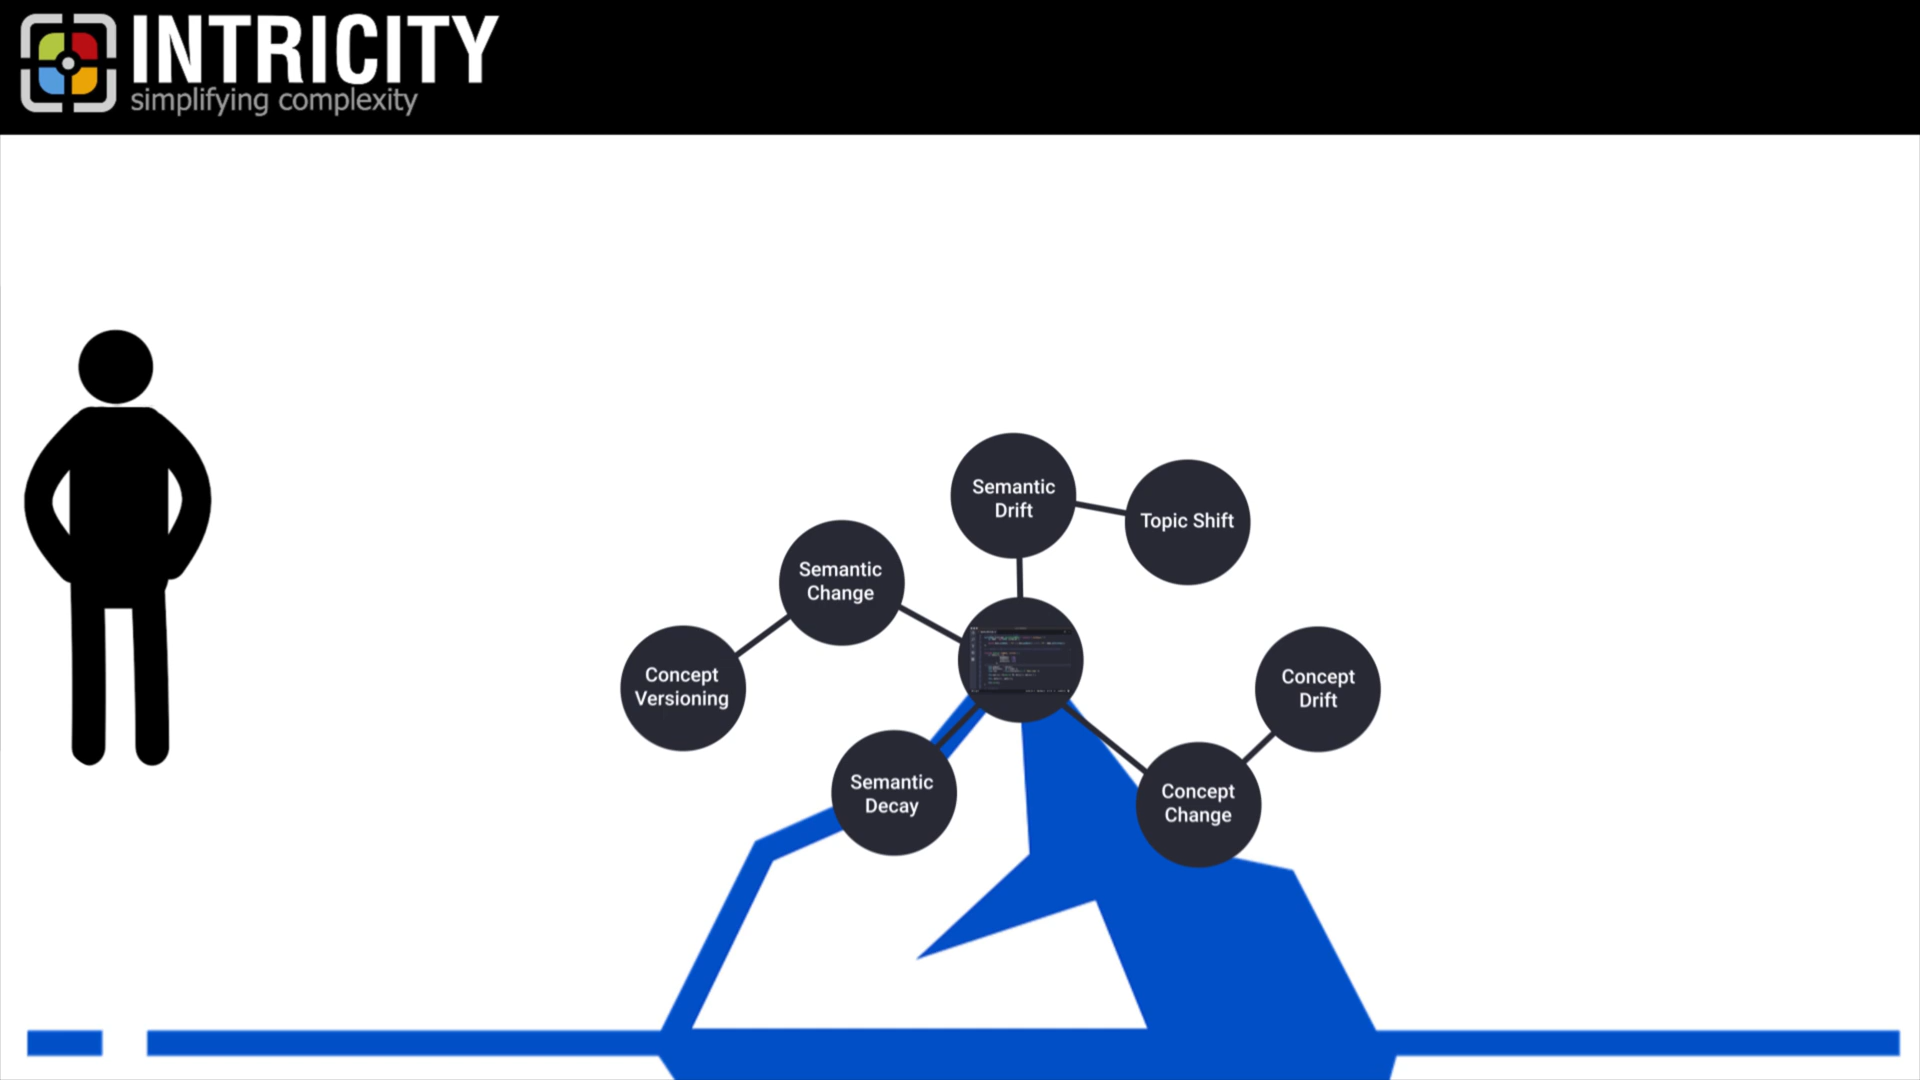 INTRICITY
simplifying complexity
Semantic
Drift
Topic Shift
Semantic
Change
Concept
Versioning
Concept
Drift
Semantic
Decay
Concept
Change